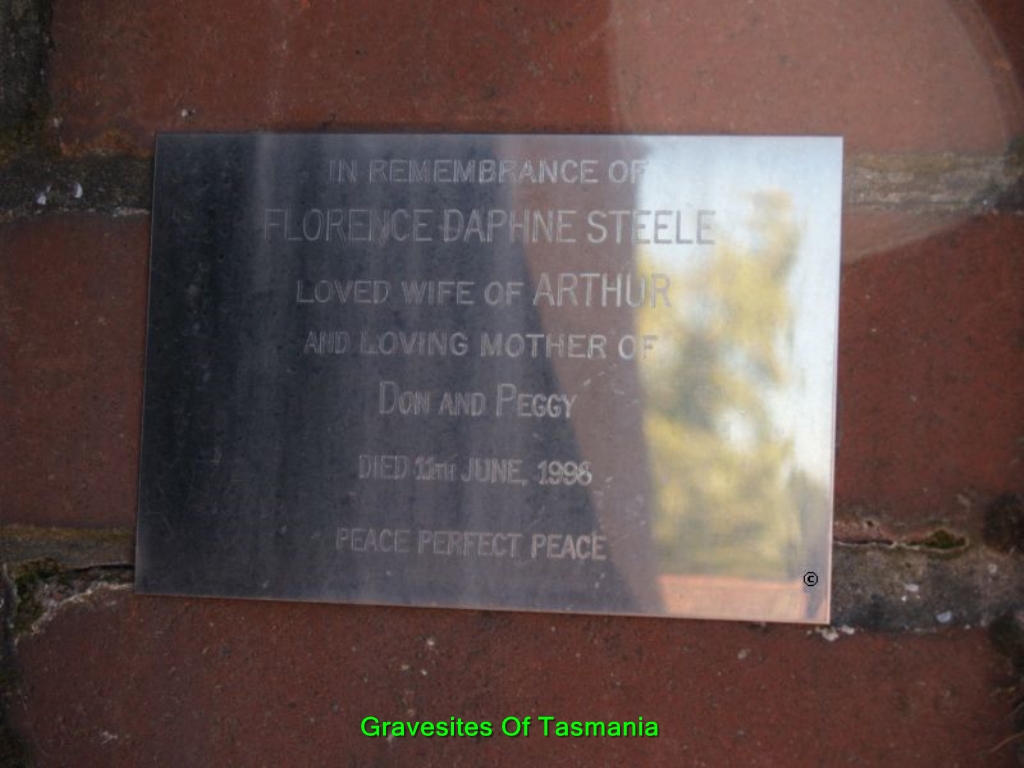 IN REMEMBRANCE OF
FLORENCE DAPHNE STEELE
LOVED WIFE OF ARTHUR
AND LOVING MOTHER OF
DON AND PEGGY
DIED 11TH JUNE, 1998
PEACE PERFECT PEACE
©
Gravesites Of Tasmania